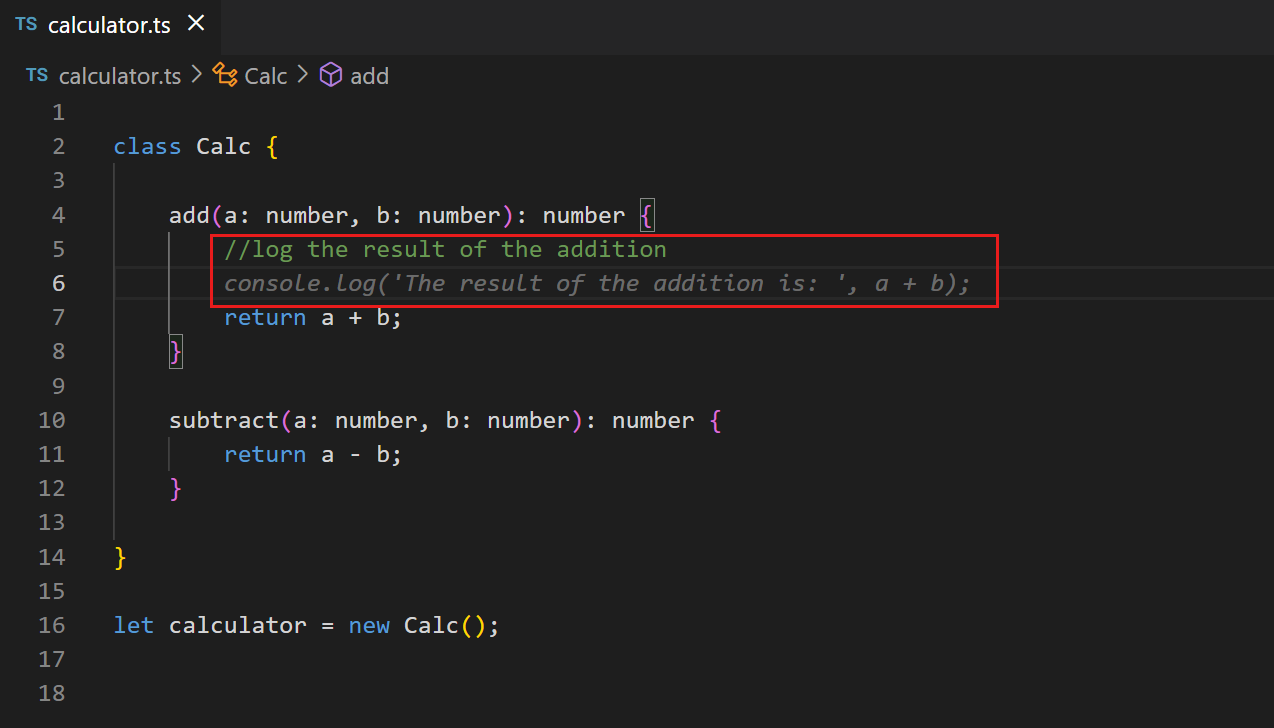 TS calculator.ts ×
TS calculator.ts > Calc > add
1
2 class Calc {
3
4     add(a: number, b: number): number {
5         //log the result of the addition
6         console.log('The result of the addition is: ', a + b);
7         return a + b;
8     }
9
10     subtract(a: number, b: number): number {
11         return a - b;
12     }
13
14 }
15
16 let calculator = new Calc();
17
18